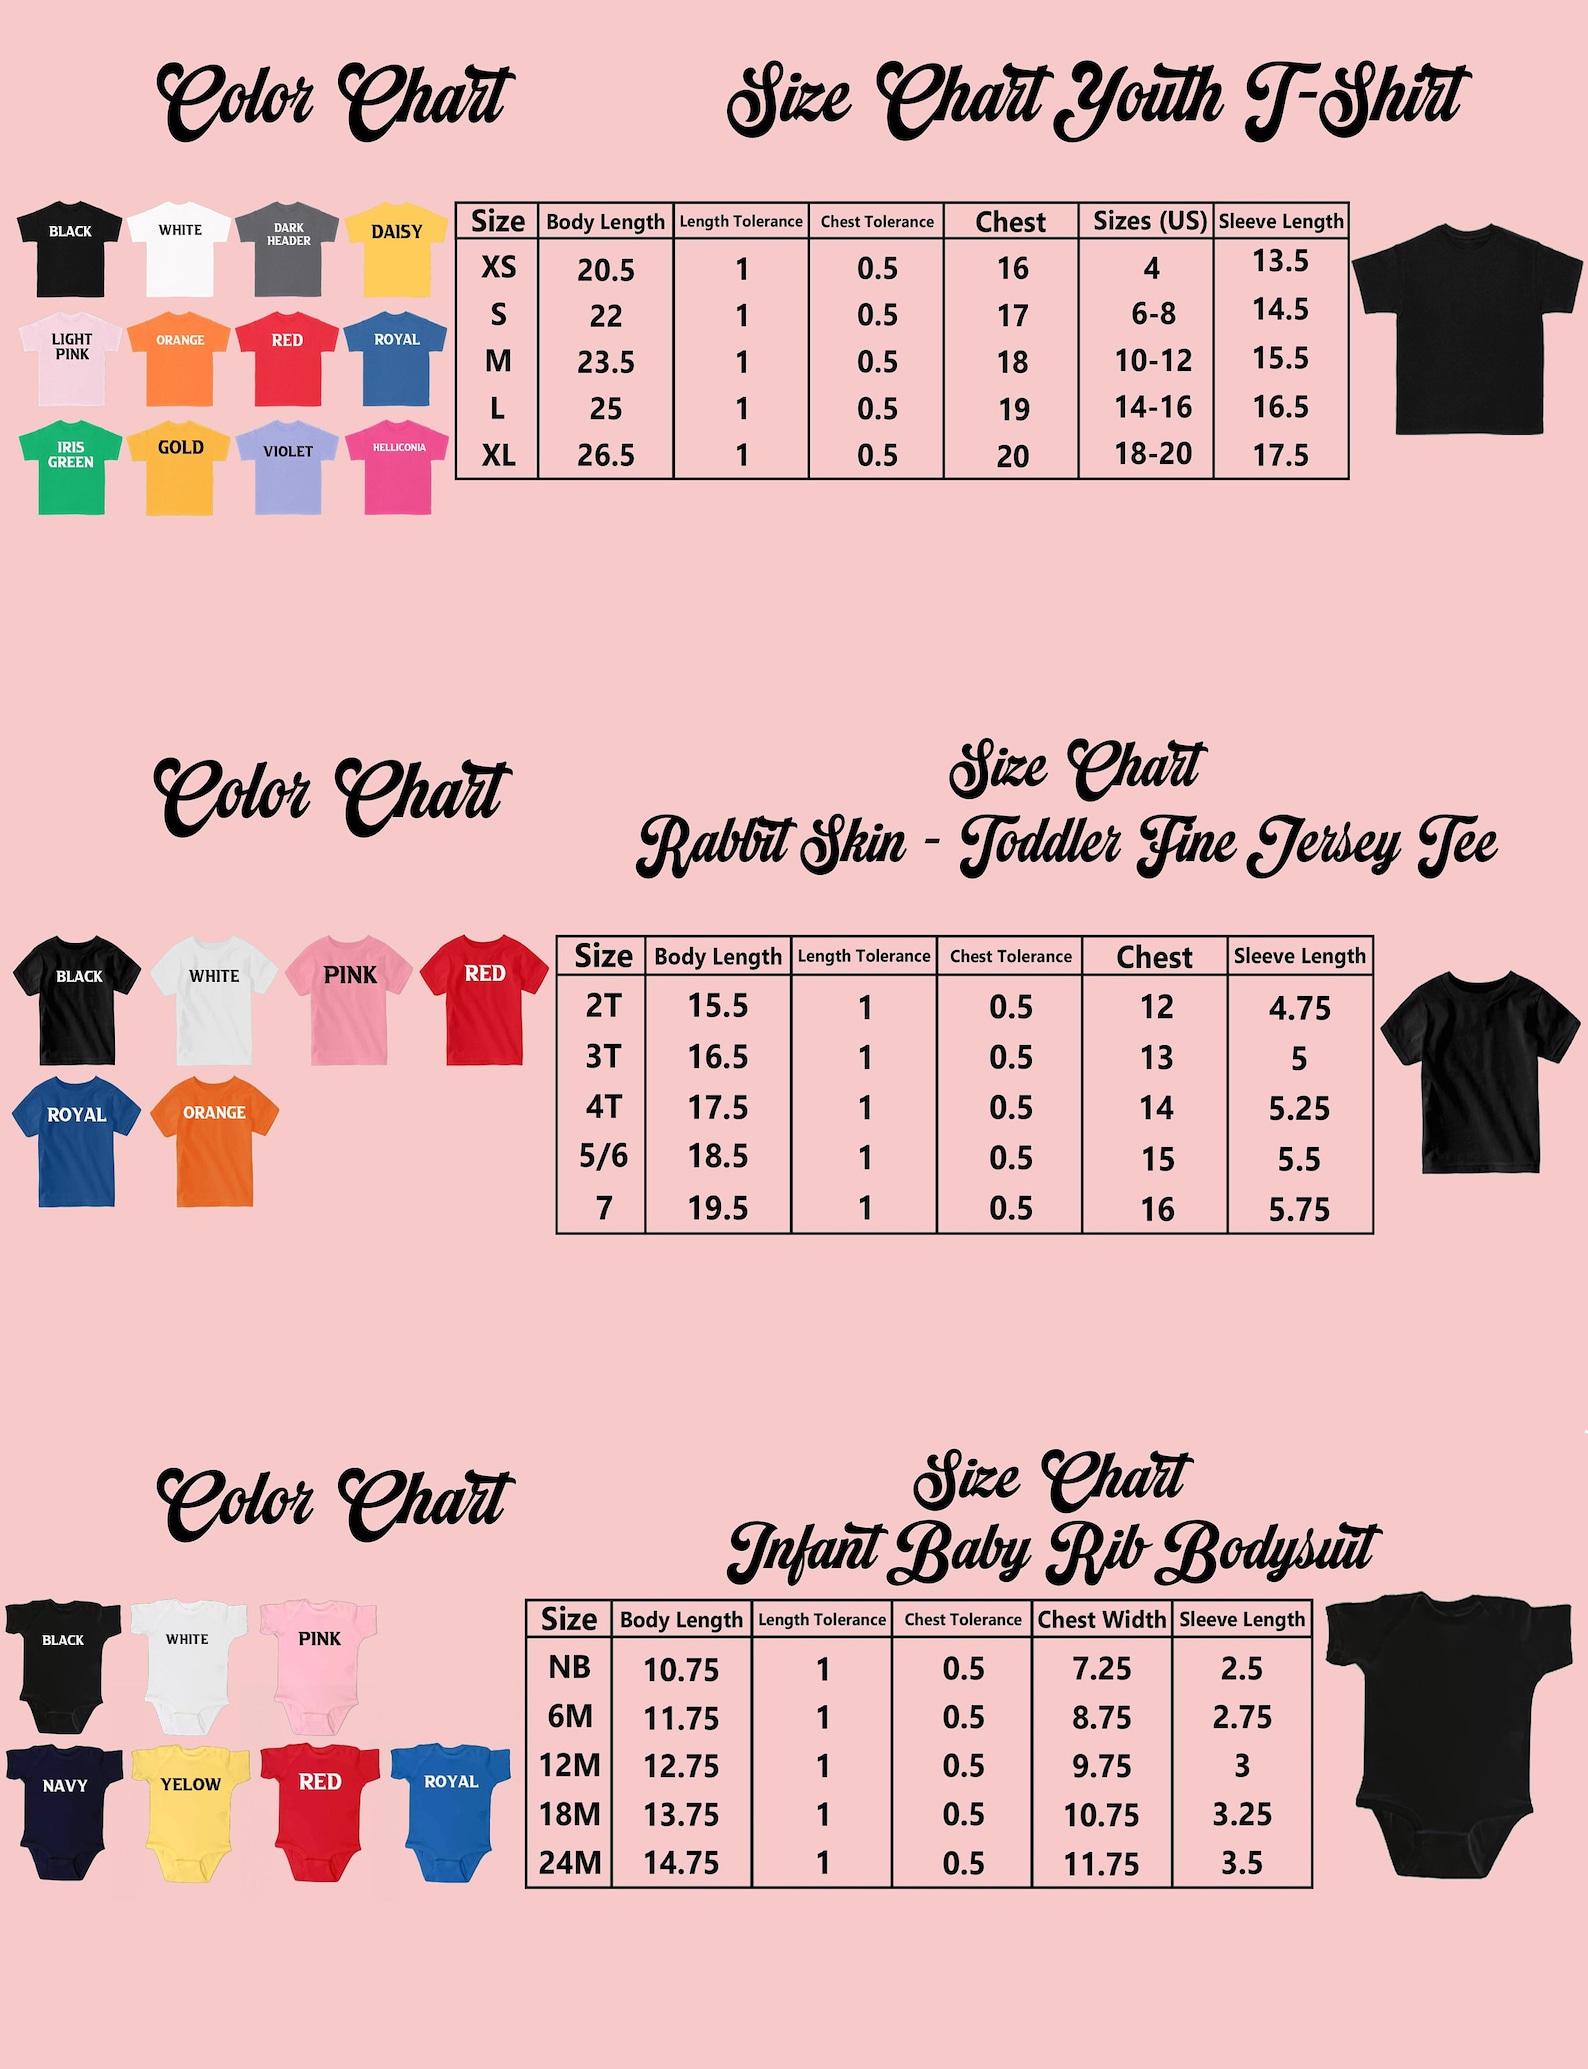 Color Chart
Size Chart Youth T-Shirt
BLACK WHITE DARK HEADER DAISY
LIGHT PINK ORANGE RED ROYAL
IRIS GREEN GOLD VIOLET HELLICONIA
Size Body Length Length Tolerance Chest Tolerance Chest Sizes (US) Sleeve Length
XS 20.5 1 0.5 16 4 13.5
S 22 1 0.5 17 6-8 14.5
M 23.5 1 0.5 18 10-12 15.5
L 25 1 0.5 19 14-16 16.5
XL 26.5 1 0.5 20 18-20 17.5
Color Chart
Size Chart
Rabbit Skin - Toddler Fine Jersey Tee
BLACK WHITE PINK RED
ROYAL ORANGE
Size Body Length Length Tolerance Chest Tolerance Chest Sleeve Length
2T 15.5 1 0.5 12 4.75
3T 16.5 1 0.5 13 5
4T 17.5 1 0.5 14 5.25
5/6 18.5 1 0.5 15 5.5
7 19.5 1 0.5 16 5.75
Color Chart
Size Chart
Infant Baby Rib Bodysuit
BLACK WHITE PINK
NAVY YELOW RED ROYAL
Size Body Length Length Tolerance Chest Tolerance Chest Width Sleeve Length
NB 10.75 1 0.5 7.25 2.5
6M 11.75 1 0.5 8.75 2.75
12M 12.75 1 0.5 9.75 3
18M 13.75 1 0.5 10.75 3.25
24M 14.75 1 0.5 11.75 3.5